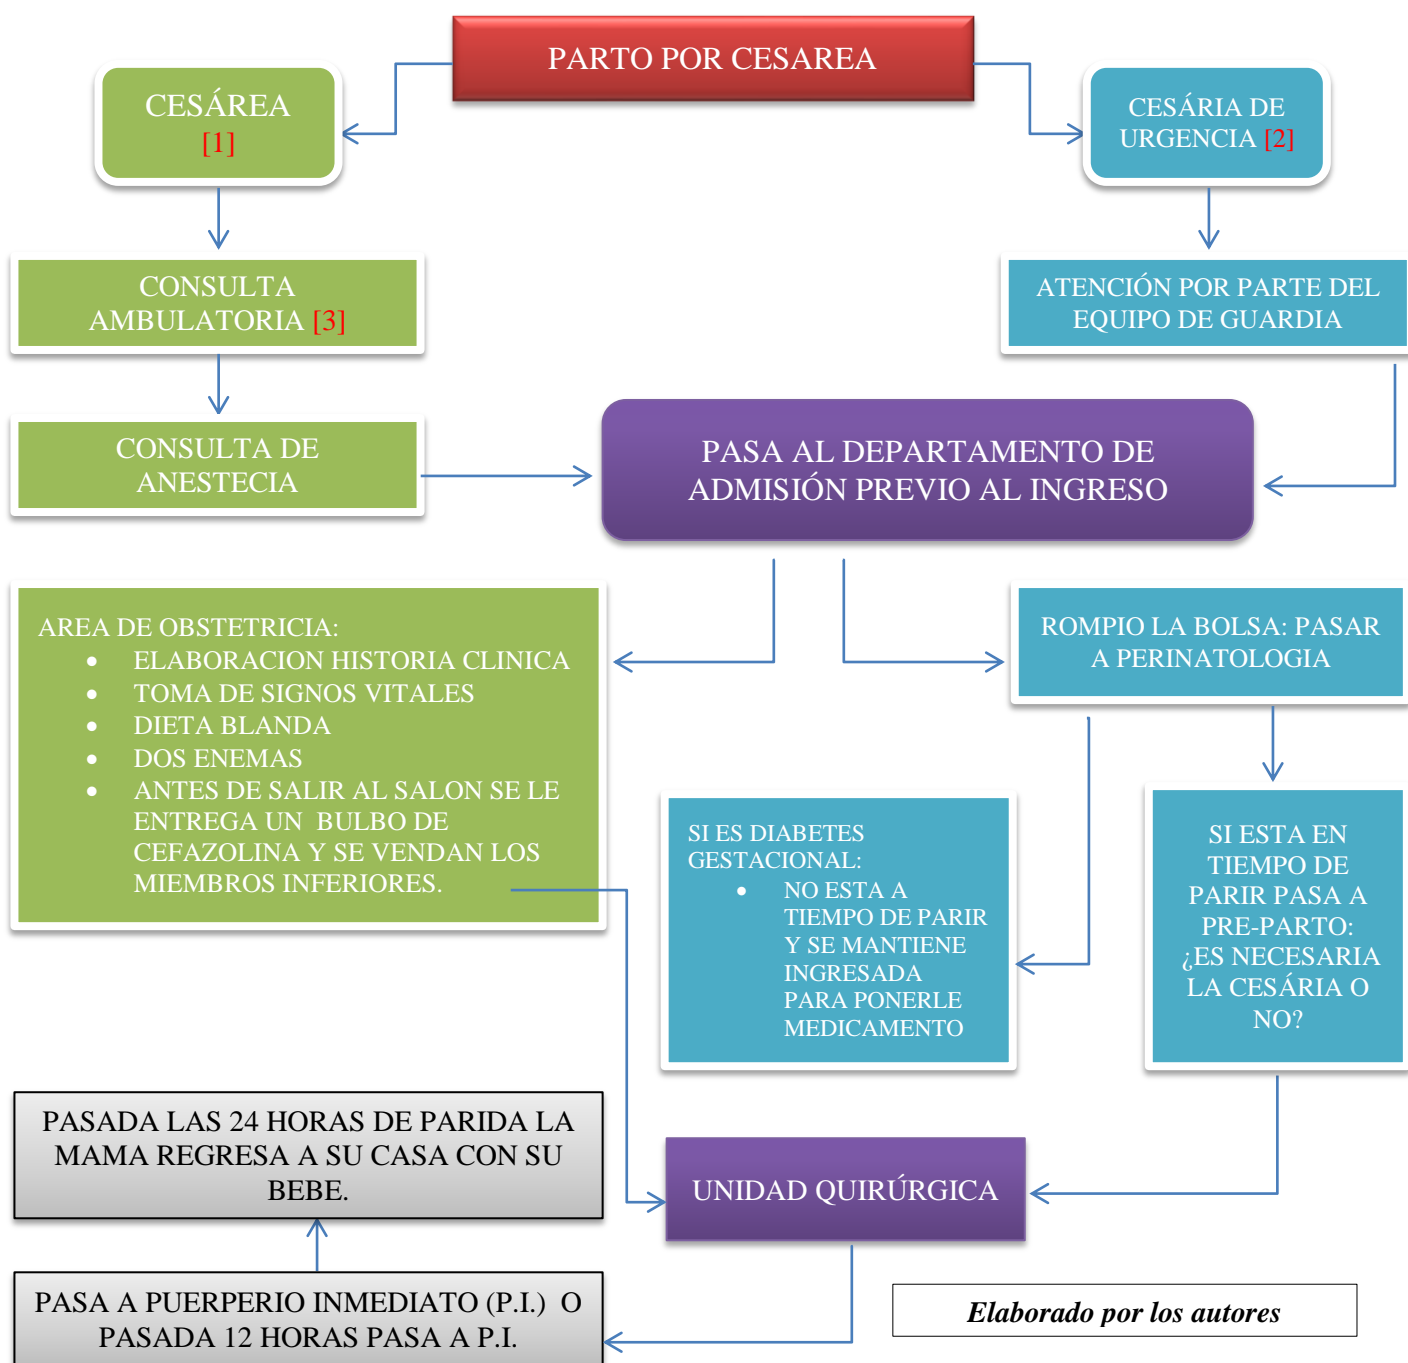 PARTO POR CESAREA
CESÁREA
[1]
CESÁRIA DE
URGENCIA [2]
CONSULTA
AMBULATORIA [3]
ATENCIÓN POR PARTE DEL
EQUIPO DE GUARDIA
CONSULTA DE
ANESTECIA
PASA AL DEPARTAMENTO DE
ADMISIÓN PREVIO AL INGRESO
AREA DE OBSTETRICIA:
• ELABORACION HISTORIA CLINICA
• TOMA DE SIGNOS VITALES
• DIETA BLANDA
• DOS ENEMAS
• ANTES DE SALIR AL SALON SE LE
ENTREGA UN BULBO DE
CEFAZOLINA Y SE VENDAN LOS
MIEMBROS INFERIORES.
ROMPIO LA BOLSA: PASAR
A PERINATOLOGIA
SI ES DIABETES
GESTACIONAL:
• NO ESTA A
TIEMPO DE PARIR
Y SE MANTIENE
INGRESADA
PARA PONERLE
MEDICAMENTO
SI ESTA EN
TIEMPO DE
PARIR PASA A
PRE-PARTO:
¿ES NECESARIA
LA CESÁRIA O
NO?
PASADA LAS 24 HORAS DE PARIDA LA
MAMA REGRESA A SU CASA CON SU
BEBE.
UNIDAD QUIRÚRGICA
PASA A PUERPERIO INMEDIATO (P.I.) O
PASADA 12 HORAS PASA A P.I.
Elaborado por los autores